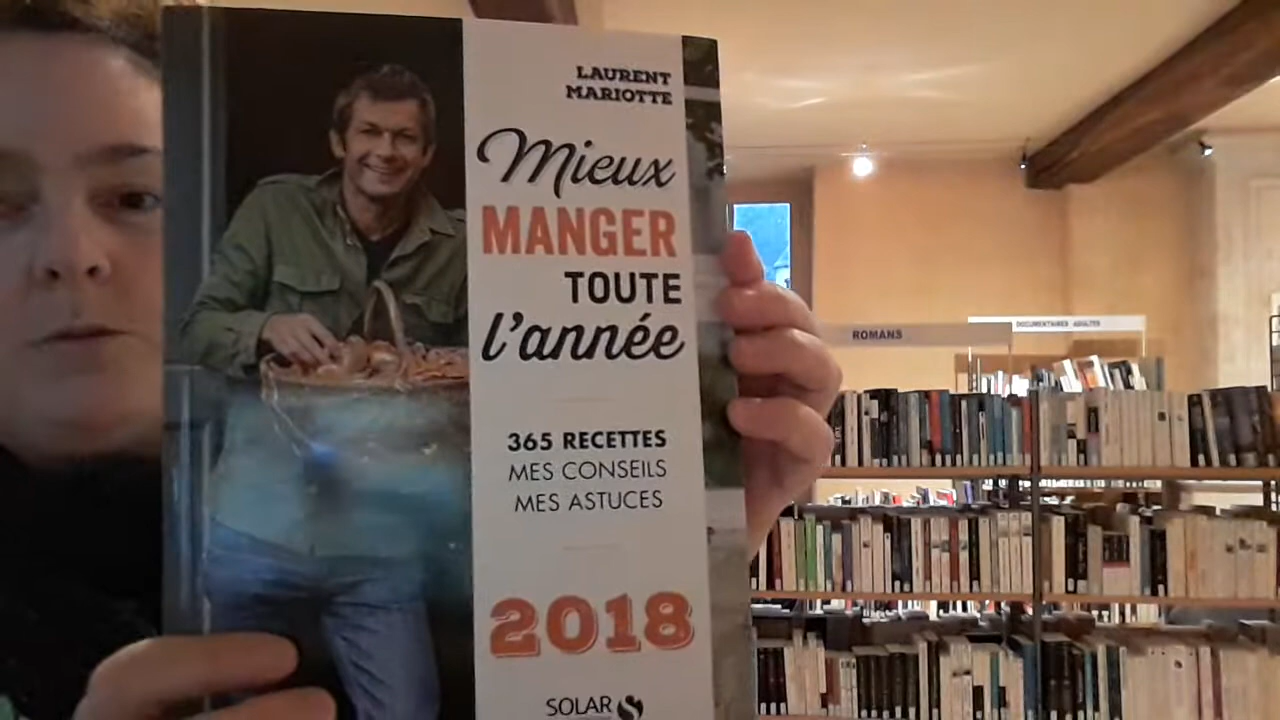 LAURENT
MARIOTTE
Mieux
MANGER
TOUTE
l'année
365 RECETTES
MES CONSEILS
MES ASTUCES
2018
SOLAR
ROMANS
DOCUMENTAIRES ADULTES